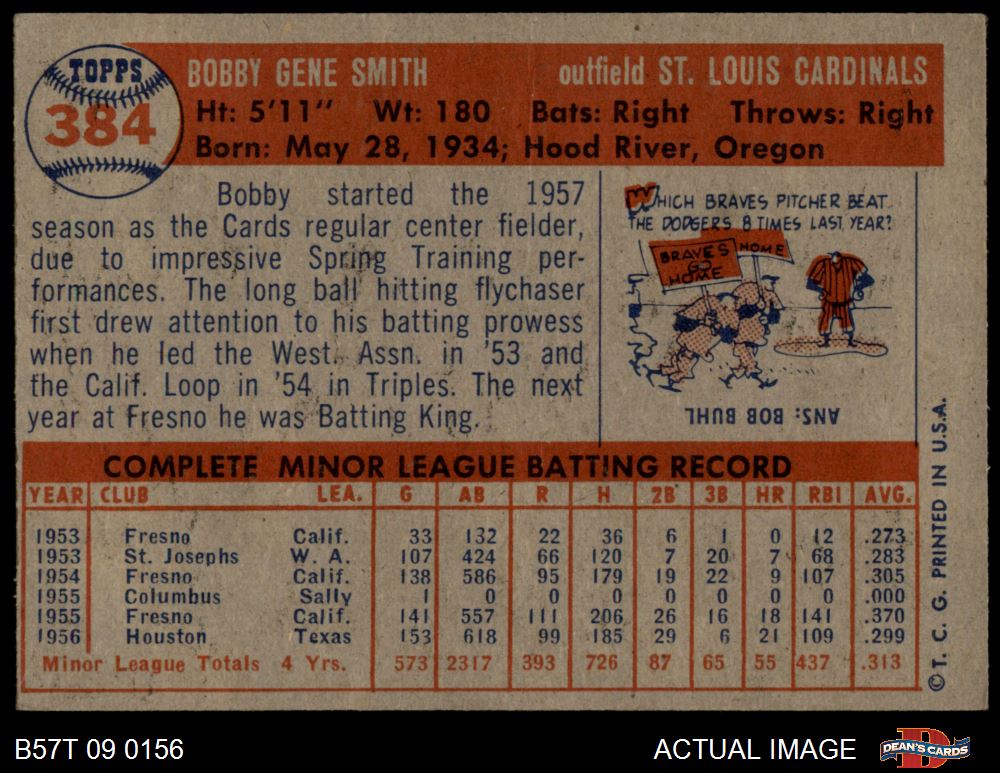 TOPPS
384
BOBBY GENE SMITH outfield ST. LOUIS CARDINALS
Ht: 5'11" Wt: 180 Bats: Right Throws: Right
Born: May 28, 1934; Hood River, Oregon
Bobby started the 1957
season as the Cards regular center fielder,
due to impressive Spring Training per-
formances. The long ball hitting flychaser
first drew attention to his batting prowess
when he led the West. Assn. in '53 and
the Calif. Loop in '54 in Triples. The next
year at Fresno he was Batting King.
WHICH BRAVES PITCHER BEAT
THE DODGERS 8 TIMES LAST YEAR?
BRAVES
GO
HOME
HOME
ANS: BOB BUHL
COMPLETE MINOR LEAGUE BATTING RECORD
YEAR CLUB LEA. G AB R H 2B 3B HR RBI AVG.
1953 Fresno Calif. 33 132 22 36 6 1 0 12 .273
1953 St. Josephs W. A. 107 424 66 120 7 20 7 68 .283
1954 Fresno Calif. 138 586 95 179 19 22 9 107 .305
1955 Columbus Sally 1 0 0 0 0 0 0 0 .000
1955 Fresno Calif. 141 557 111 206 26 16 18 141 .370
1956 Houston Texas 153 618 99 185 29 6 21 109 .299
Minor League Totals 4 Yrs. 573 2317 393 726 87 65 55 437 .313
©T. C. G. PRINTED IN U.S.A.
B57T 09 0156
ACTUAL IMAGE
DEAN'S CARDS